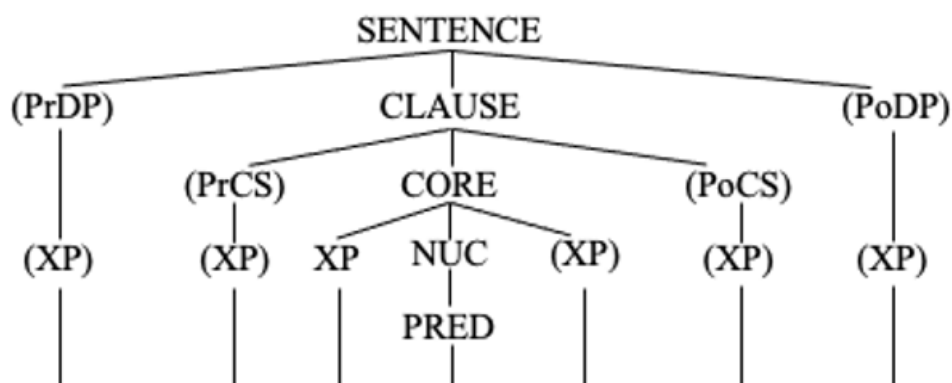 SENTENCE
(PrDP) CLAUSE (PoDP)
(PrCS) CORE (PoCS)
(XP) (XP) XP NUC (XP) (XP) (XP)
PRED